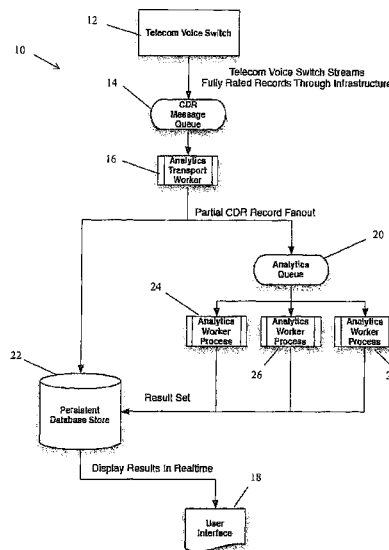 12
Telecom Voice Switch
10
Telecom Voice Switch Streams
Fully Rated Records Through Infrastructure
14
CDR
Message
Queue
16
Analytics
Transport
Worker
Partial CDR Record Fanout
20
Analytics
Queue
24
Analytics
Worker
Process
Analytics
Worker
Process
Analytics
Worker
Process
22
26
2
Persistent
Database Store
Result Set
Display Results In Realtime
18
User
Interface